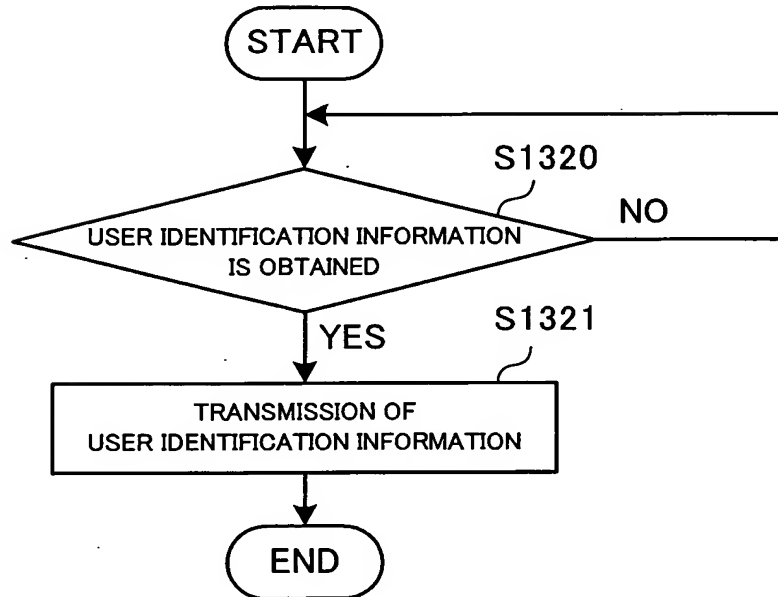 START
S1320
USER IDENTIFICATION INFORMATION
IS OBTAINED
NO
YES
S1321
TRANSMISSION OF
USER IDENTIFICATION INFORMATION
END